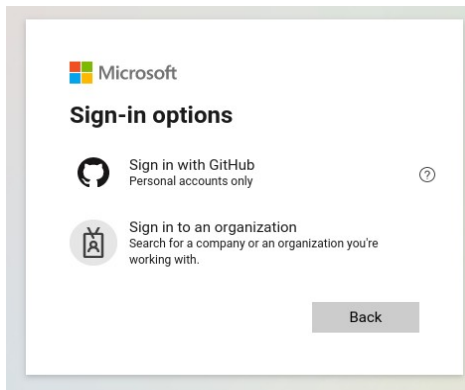 Microsoft
Sign-in options
Sign in with GitHub
Personal accounts only
?
Sign in to an organization
Search for a company or an organization you're
working with.
Back